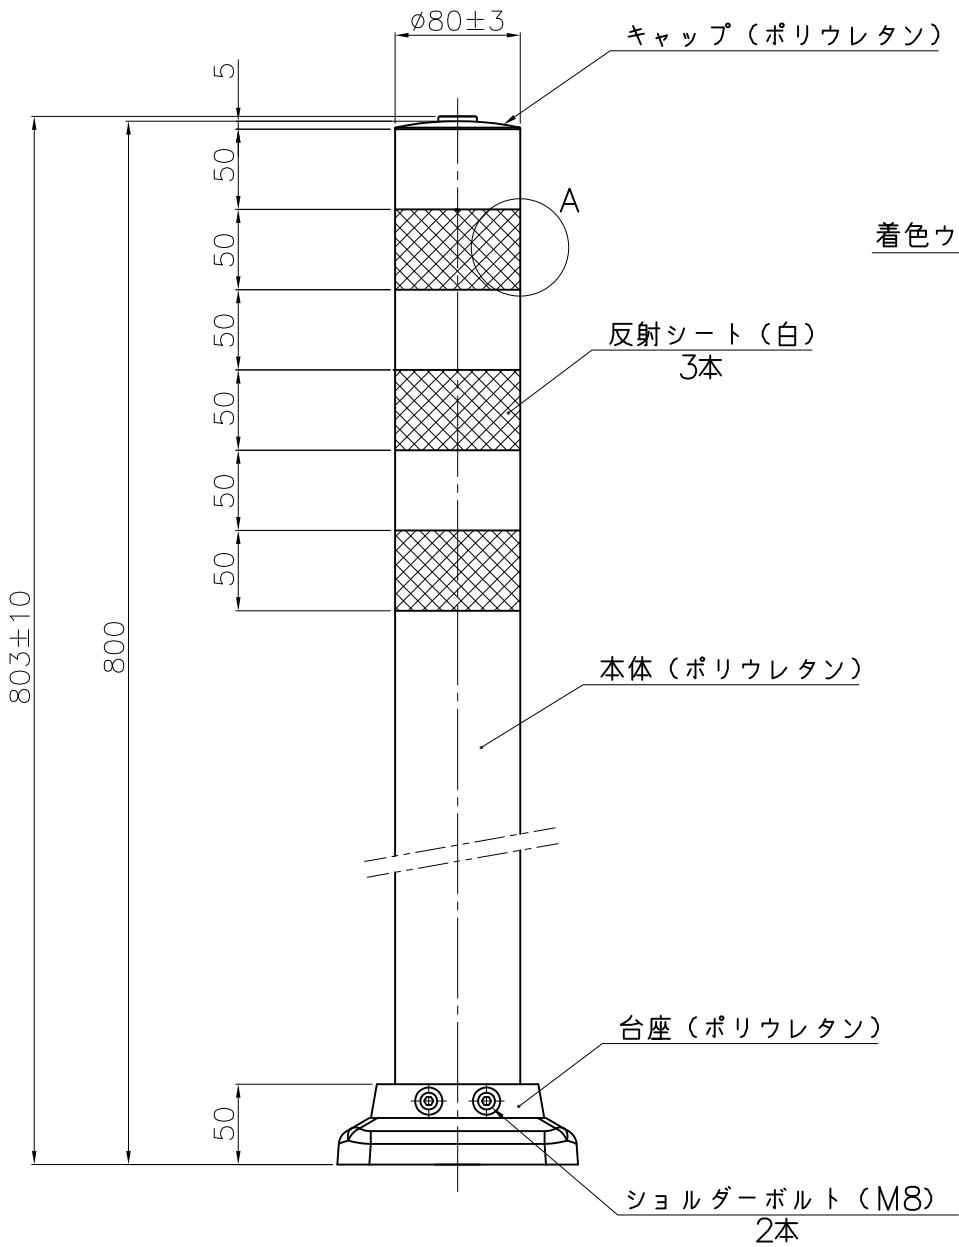 ø80±3
キャップ（ポリウレタン）
5
50
A
50
着色ウ
50
反射シート（白）
3本
50
50
50
803±10
800
本体（ポリウレタン）
台座（ポリウレタン）
50
ショルダーボルト（M8）
2本